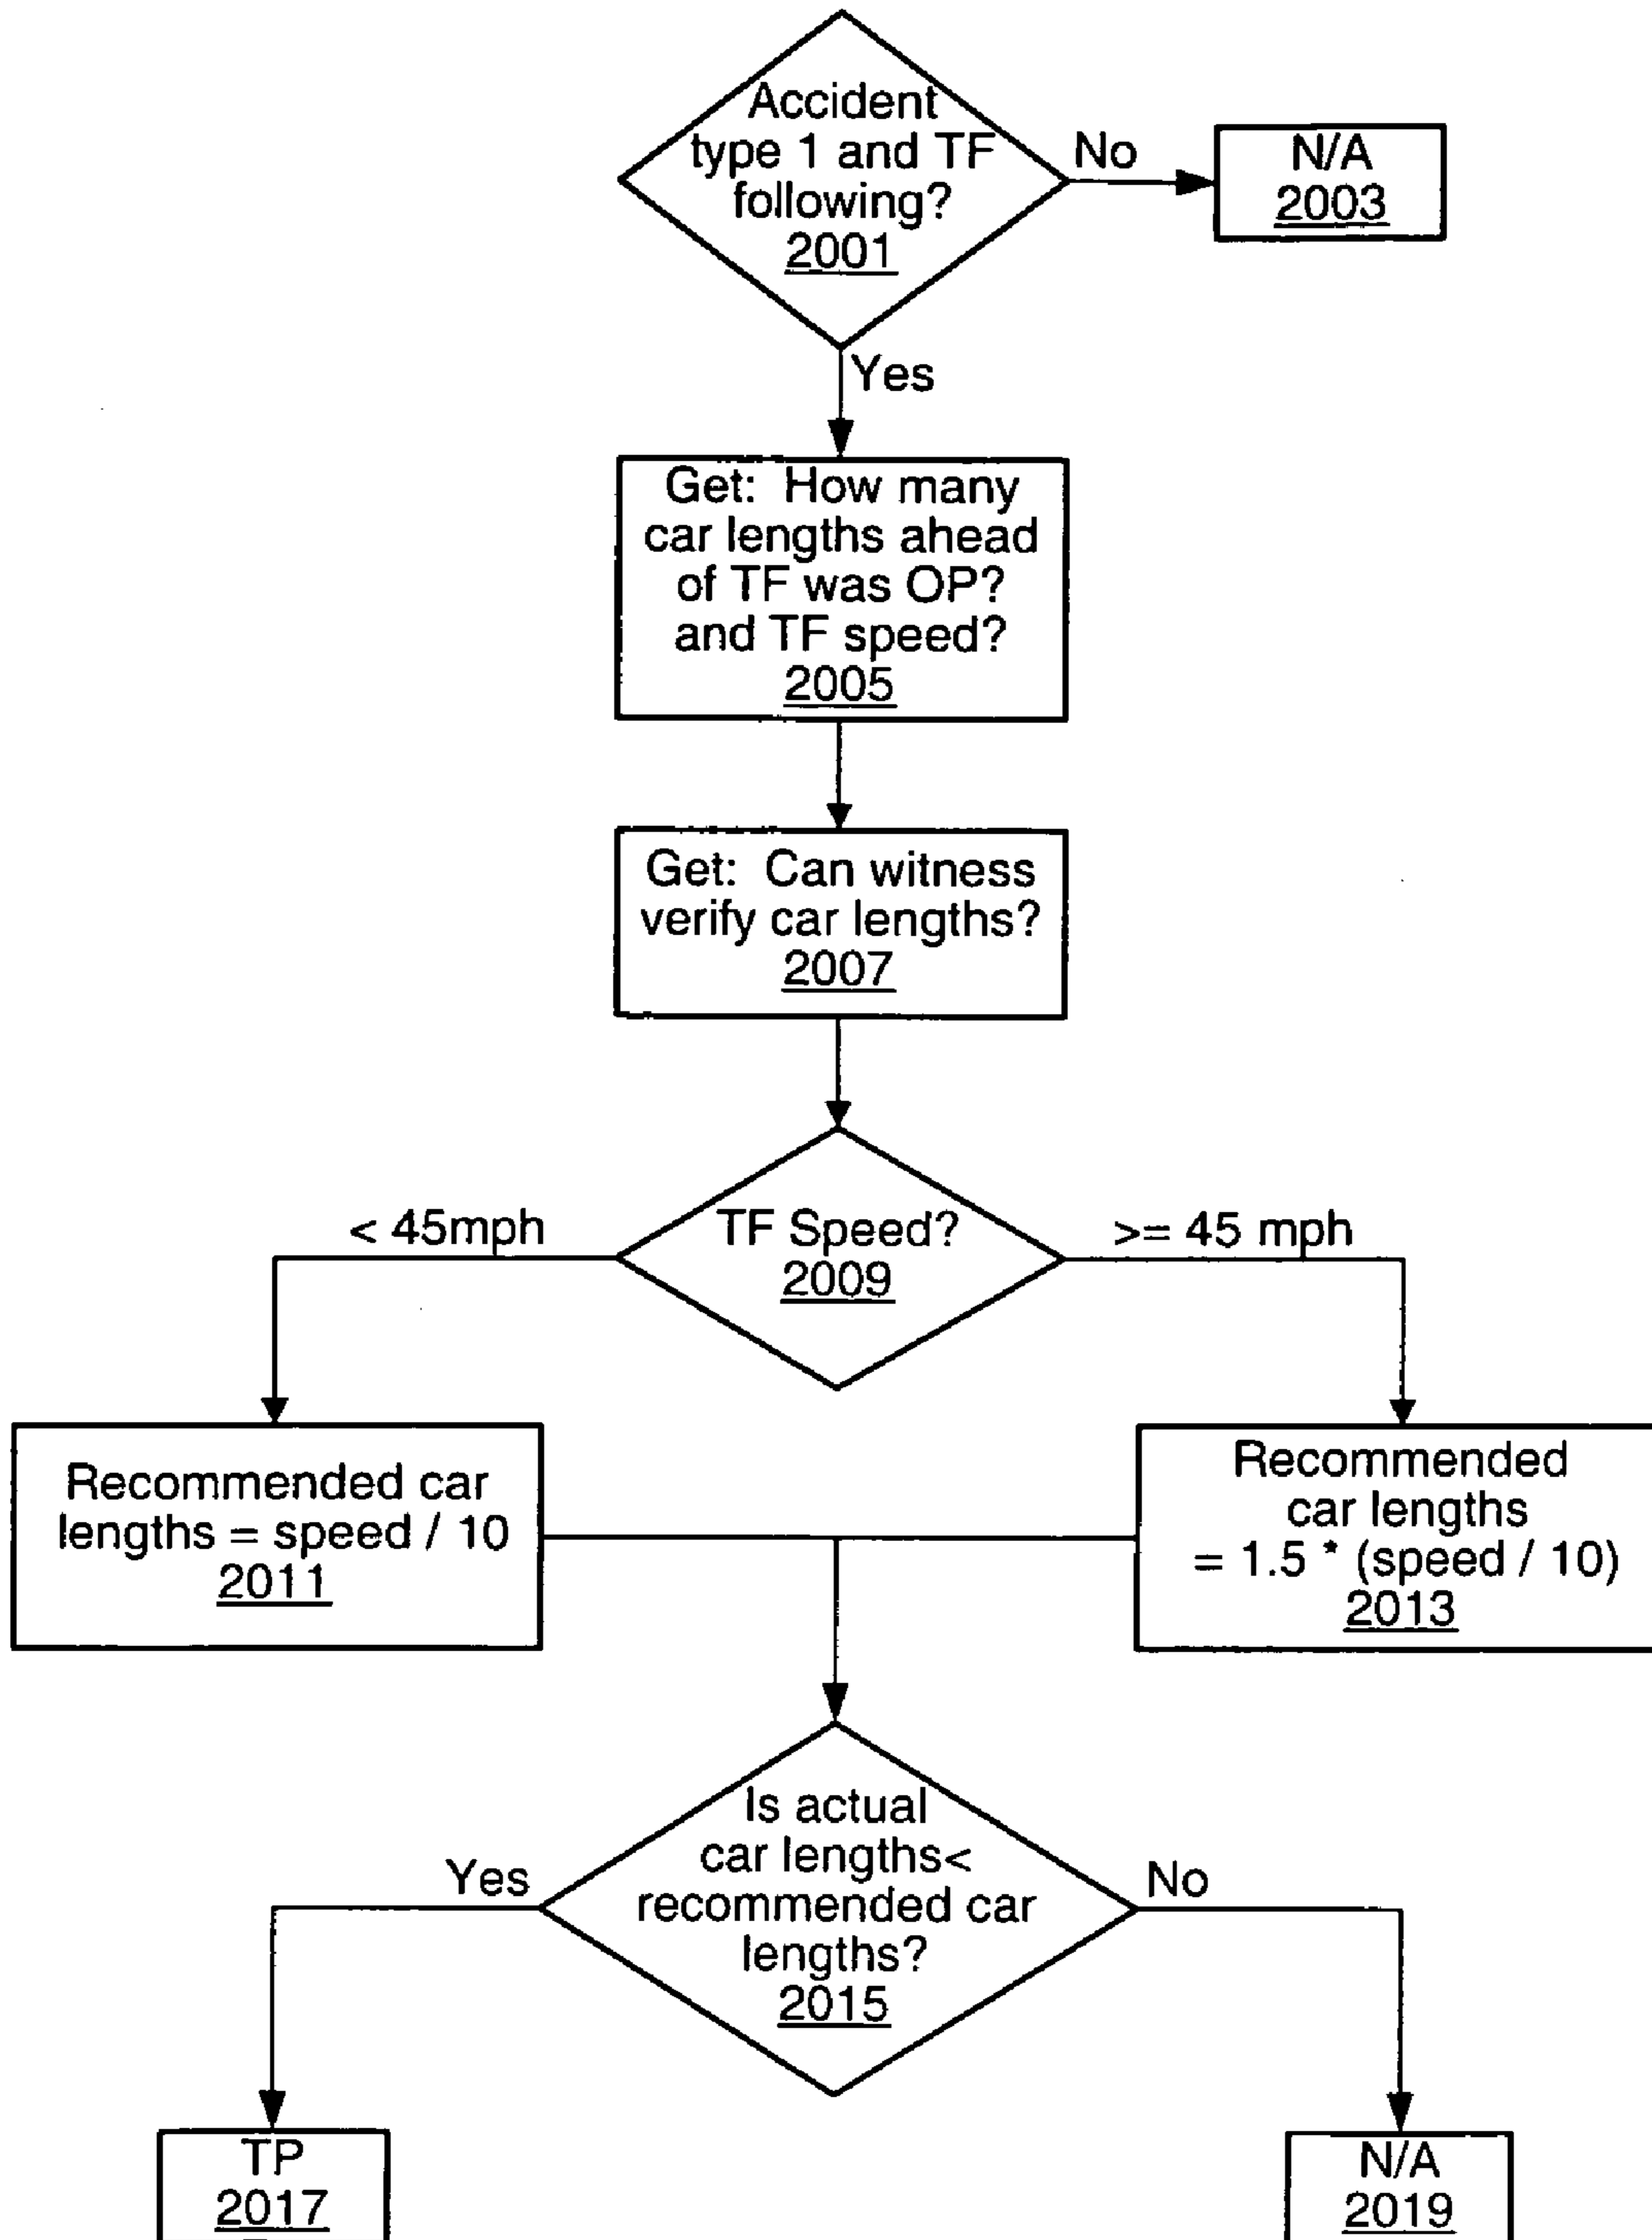 Accident
type 1 and TF
following?
2001
No
N/A
2003
Yes
Get: How many
car lengths ahead
of TF was OP?
and TF speed?
2005
Get: Can witness
verify car lengths?
2007
< 45mph
TF Speed?
2009
>= 45 mph
Recommended car
lengths = speed / 10
2011
Recommended
car lengths
= 1.5 * (speed / 10)
2013
Is actual
car lengths<
recommended car
lengths?
2015
Yes
No
TP
2017
N/A
2019